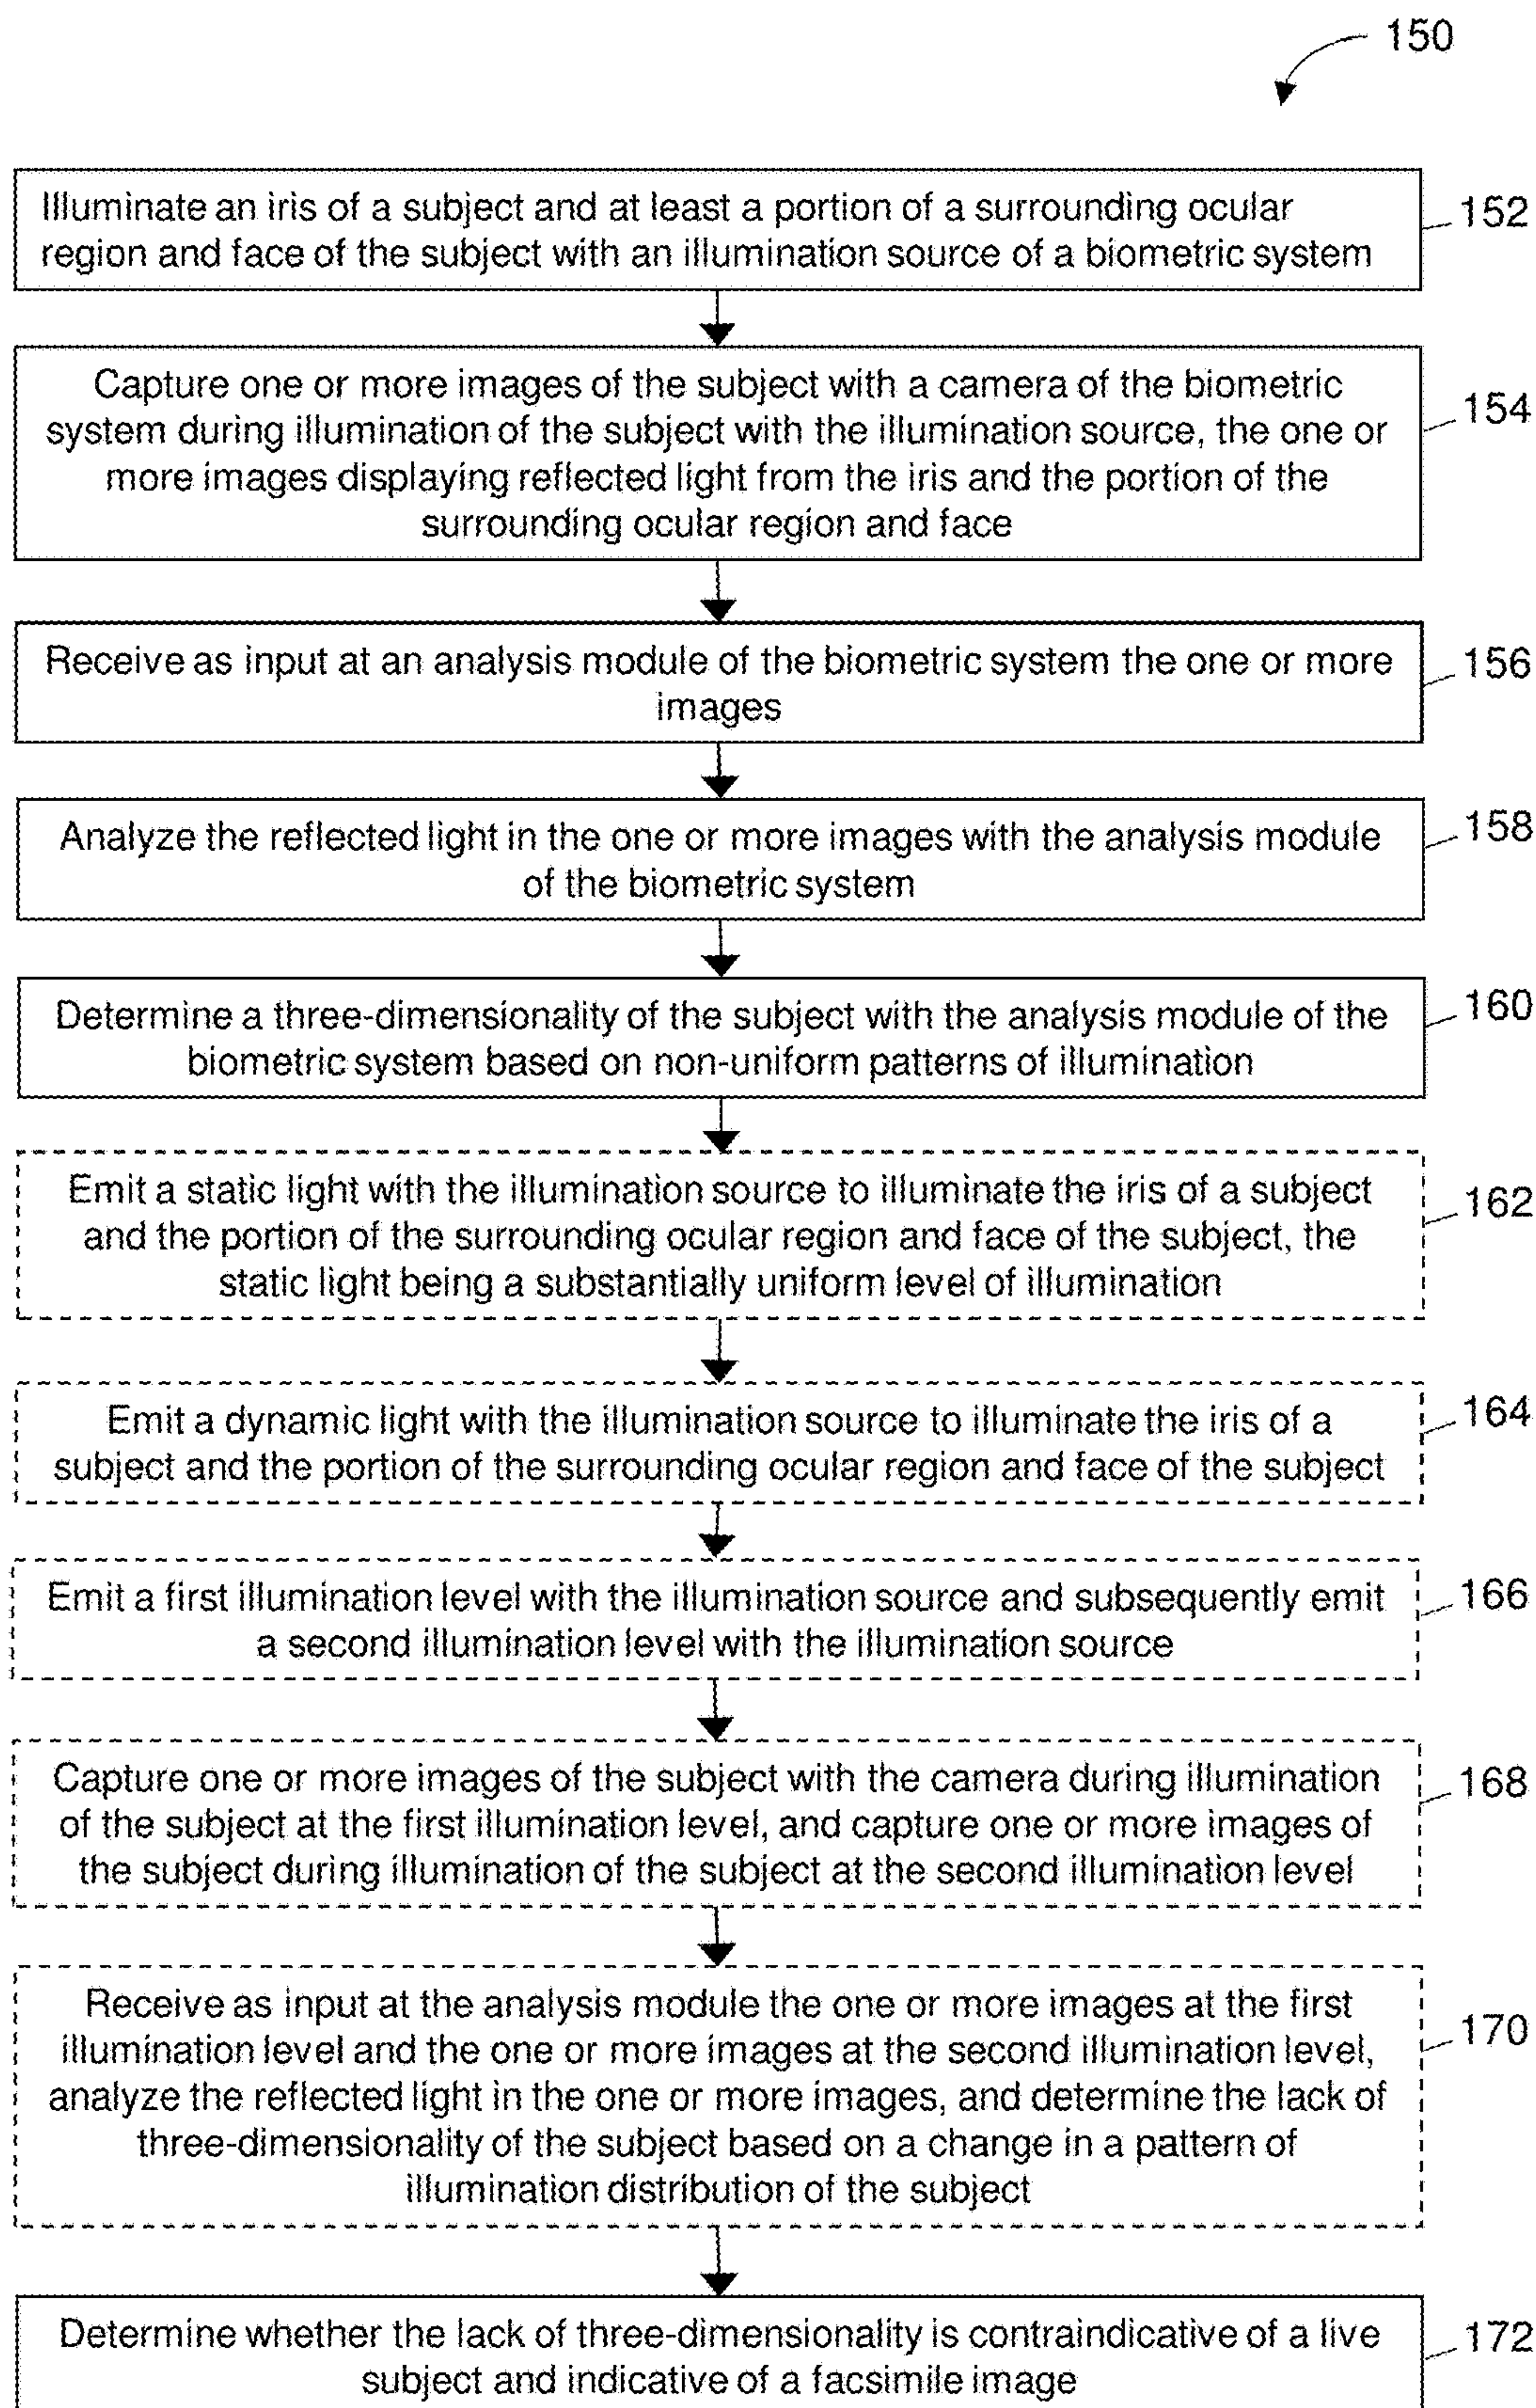 150
Illuminate an iris of a subject and at least a portion of a surrounding ocular
region and face of the subject with an illumination source of a biometric system
152
Capture one or more images of the subject with a camera of the biometric
system during illumination of the subject with the illumination source, the one or
more images displaying reflected light from the iris and the portion of the
surrounding ocular region and face
154
Receive as input at an analysis module of the biometric system the one or more
images
156
Analyze the reflected light in the one or more images with the analysis module
of the biometric system
158
Determine a three-dimensionality of the subject with the analysis module of the
biometric system based on non-uniform patterns of illumination
160
Emit a static light with the illumination source to illuminate the iris of a subject
and the portion of the surrounding ocular region and face of the subject, the
static light being a substantially uniform level of illumination
162
Emit a dynamic light with the illumination source to illuminate the iris of a
subject and the portion of the surrounding ocular region and face of the subject
164
Emit a first illumination level with the illumination source and subsequently emit
a second illumination level with the illumination source
166
Capture one or more images of the subject with the camera during illumination
of the subject at the first illumination level, and capture one or more images of
the subject during illumination of the subject at the second illumination level
168
Receive as input at the analysis module the one or more images at the first
illumination level and the one or more images at the second illumination level,
analyze the reflected light in the one or more images, and determine the lack of
three-dimensionality of the subject based on a change in a pattern of
illumination distribution of the subject
170
Determine whether the lack of three-dimensionality is contraindicative of a live
subject and indicative of a facsimile image
172